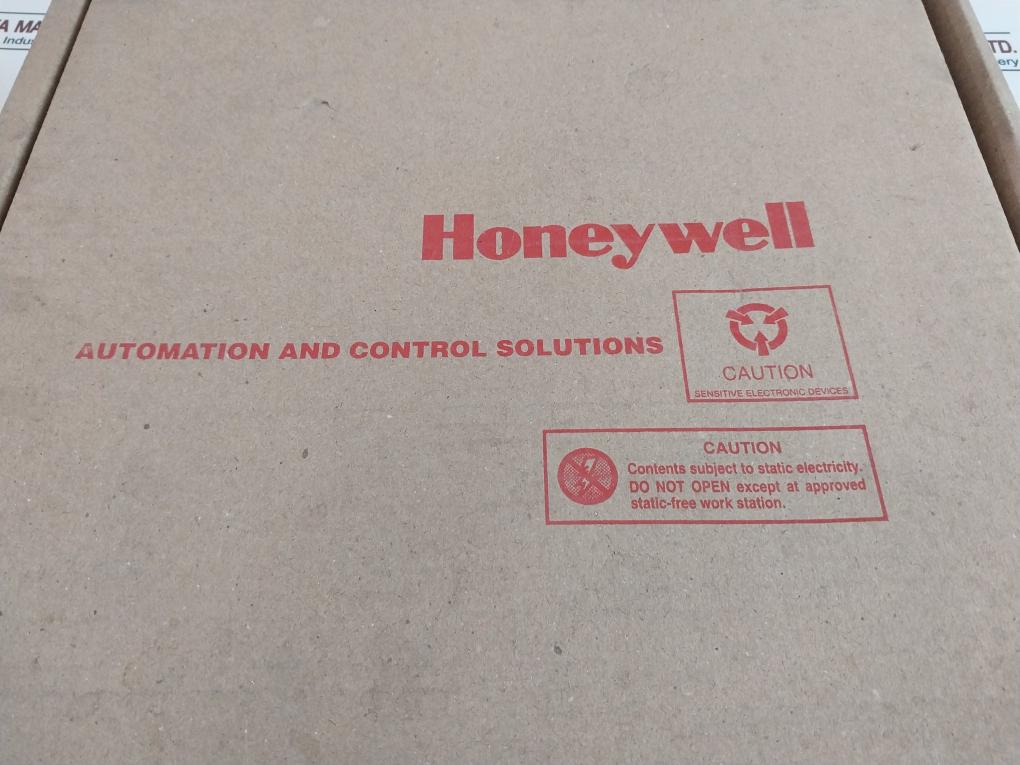 Honeywell
AUTOMATION AND CONTROL SOLUTIONS
CAUTION
SENSITIVE ELECTRONIC DEVICES
CAUTION
Contents subject to static electricity.
DO NOT OPEN except at approved
static-free work station.
TD.